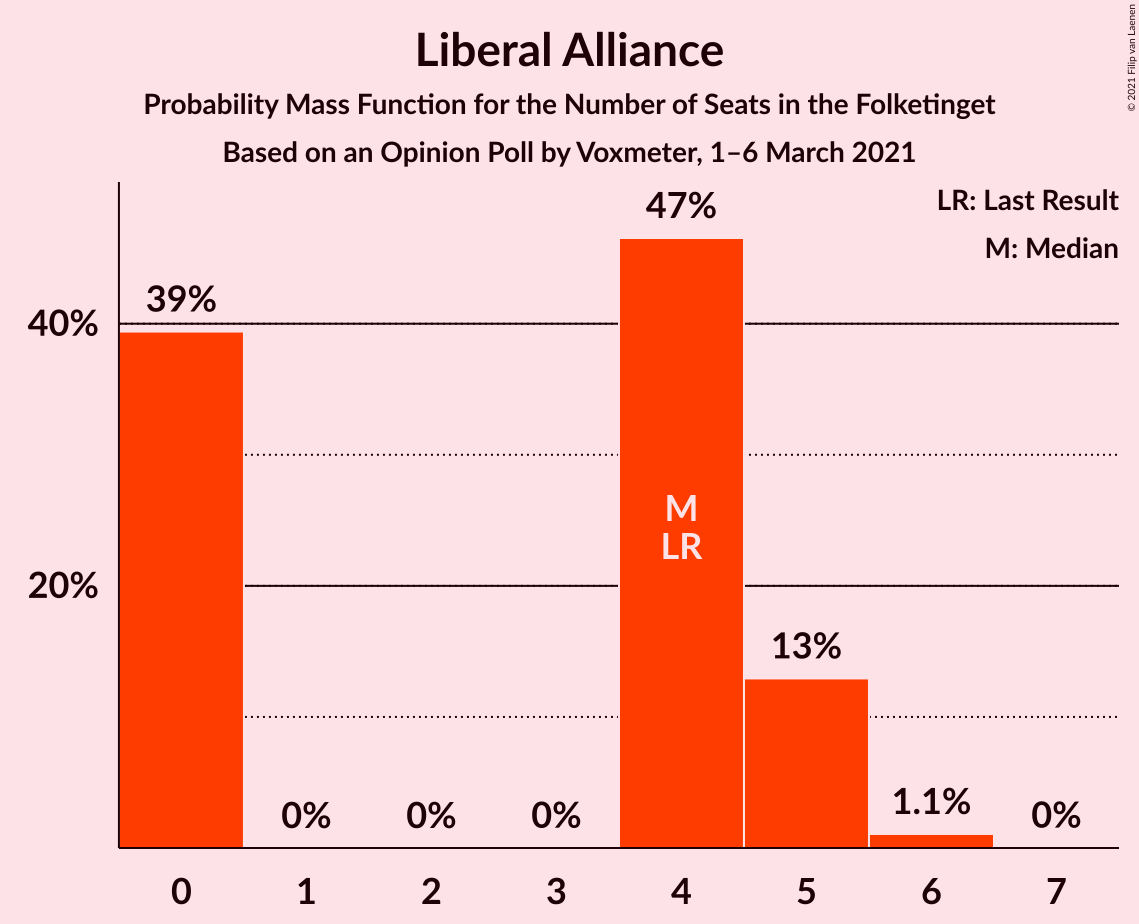 Liberal Alliance
Probability Mass Function for the Number of Seats in the Folketinget
Based on an Opinion Poll by Voxmeter, 1–6 March 2021
© 2021 Filip van Laenen
LR: Last Result
M: Median
40%
20%
39%
0%
0%
0%
47%
13%
1.1%
0%
M
LR
0
1
2
3
4
5
6
7